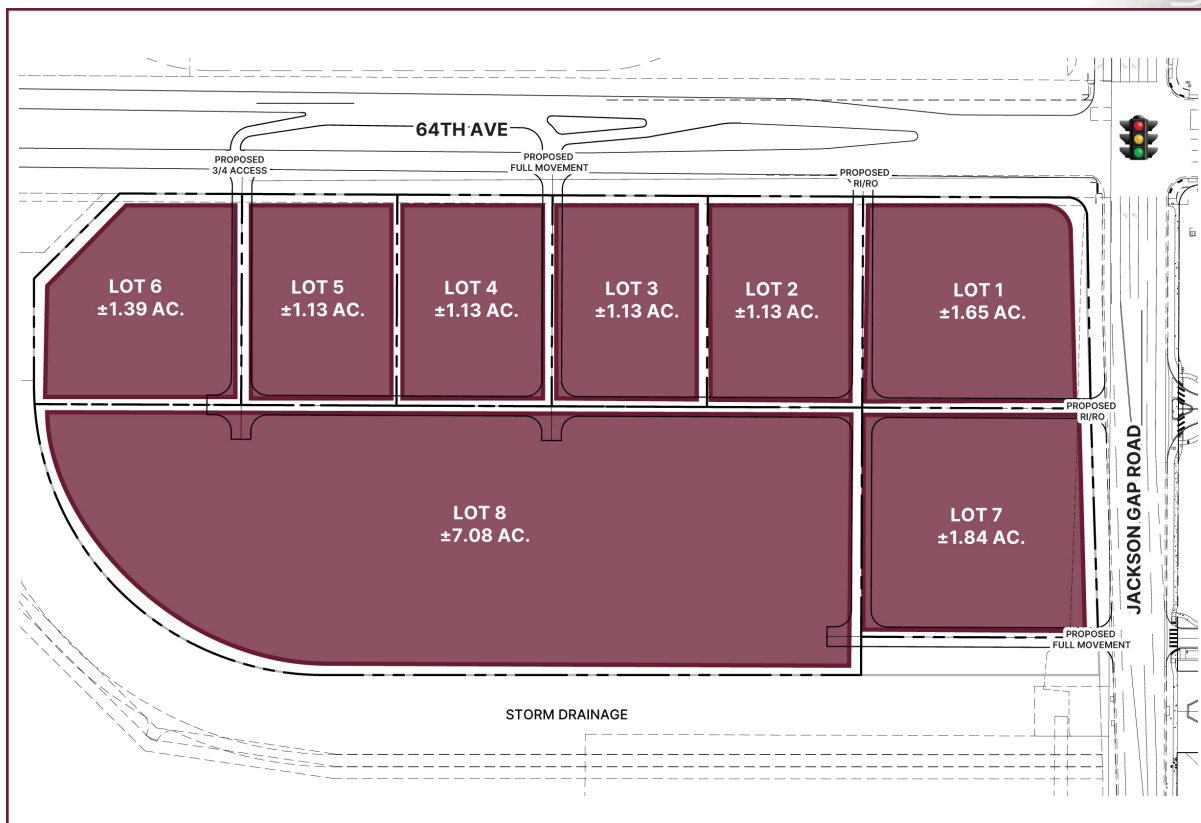 64TH AVE
PROPOSED
3/4 ACCESS
PROPOSED
FULL MOVEMENT
PROPOSED
RI/RO
LOT 6
±1.39 AC.
LOT 5
±1.13 AC.
LOT 4
±1.13 AC.
LOT 3
±1.13 AC.
LOT 2
±1.13 AC.
LOT 1
±1.65 AC.
PROPOSED
RI/RO
LOT 8
±7.08 AC.
LOT 7
±1.84 AC.
JACKSON GAP ROAD
PROPOSED
FULL MOVEMENT
STORM DRAINAGE